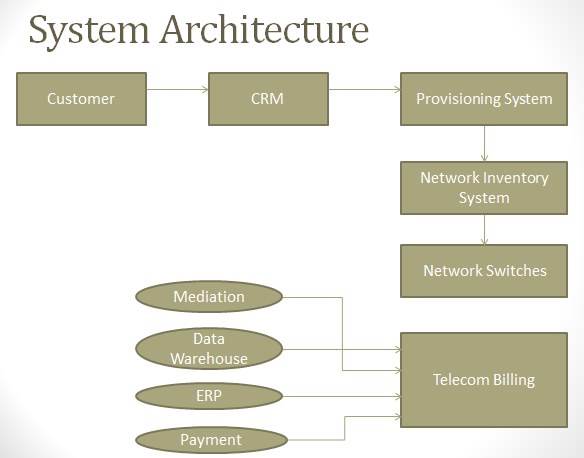 System Architecture
Customer
CRM
Provisioning System
Network Inventory
System
Network Switches
Mediation
Data
Warehouse
ERP
Payment
Telecom Billing